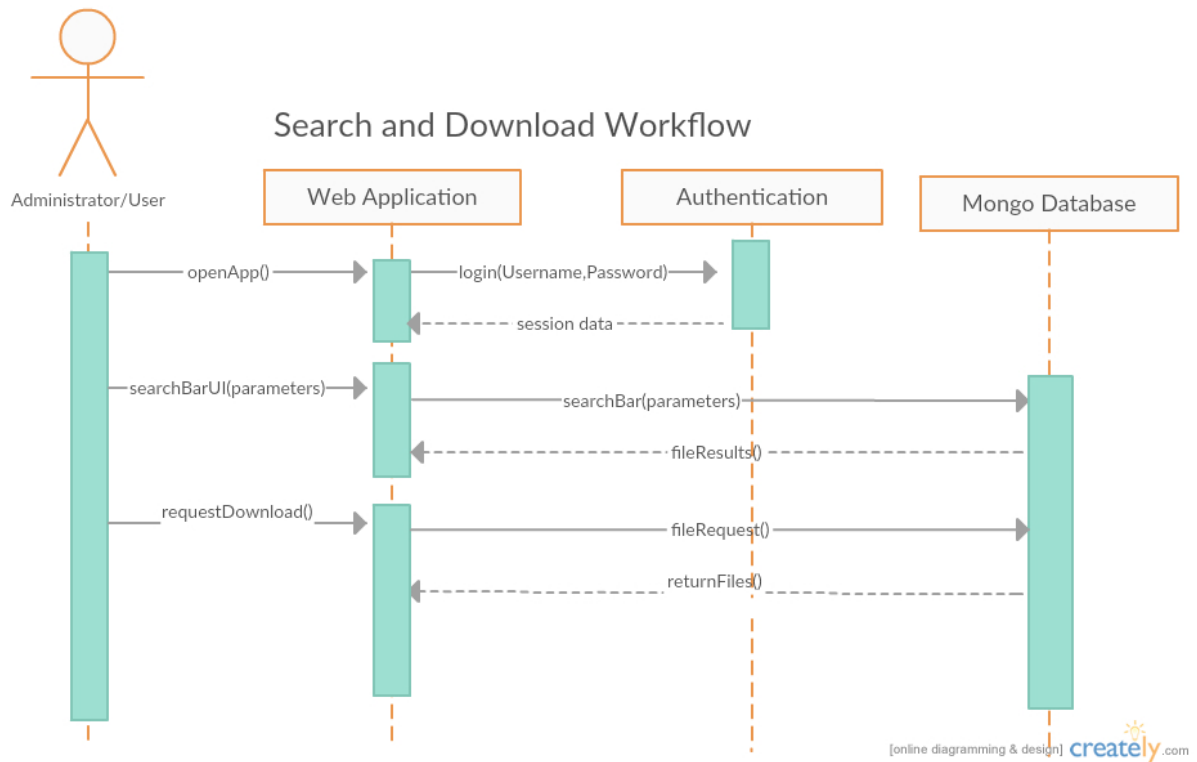 Search and Download Workflow
Administrator/User
Web Application
Authentication
Mongo Database
openApp()
login(Username,Password)
session data
searchBarUI(parameters)
searchBar(parameters)
fileResults()
requestDownload()
fileRequest()
returnFiles()
[online diagramming & design] creately.com